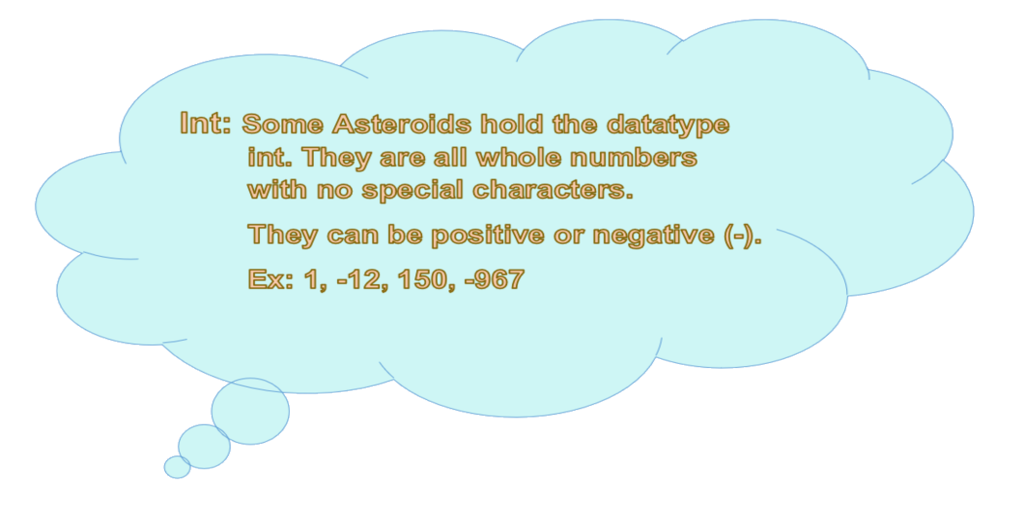 Int: Some Asteroids hold the datatype
int. They are all whole numbers
with no special characters.
They can be positive or negative (-).
Ex: 1, -12, 150, -967